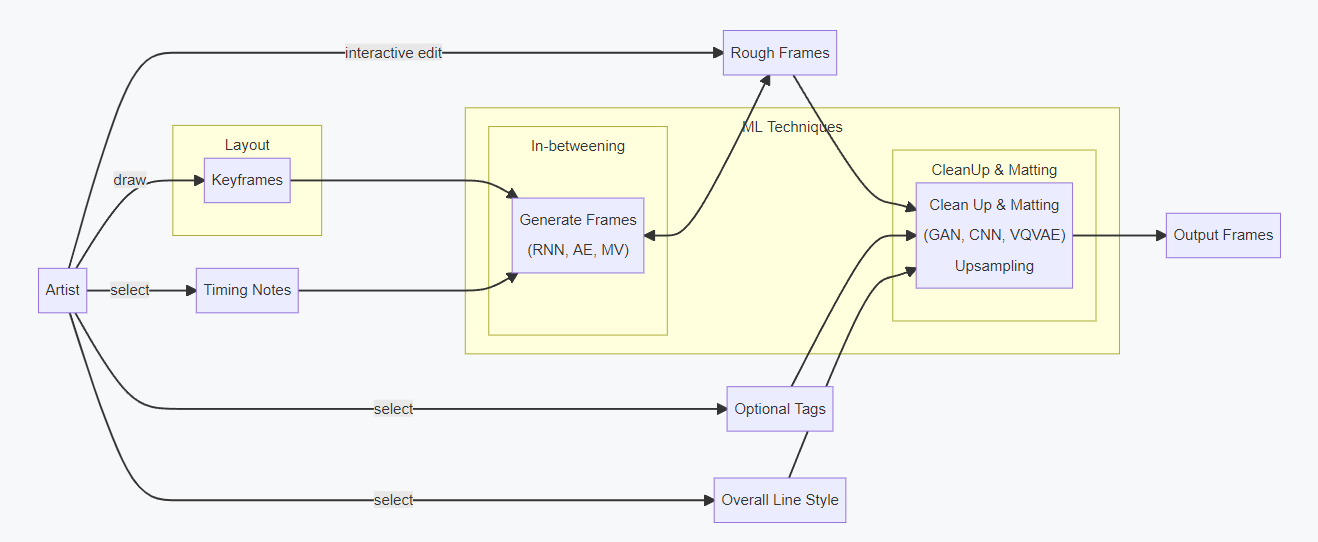 interactive edit
Rough Frames
ML Techniques
Layout
In-betweening
CleanUp & Matting
draw
Keyframes
Generate Frames
(RNN, AE, MV)
Clean Up & Matting
(GAN, CNN, VQVAE)
Upsampling
Output Frames
Artist
select
Timing Notes
select
Optional Tags
select
Overall Line Style